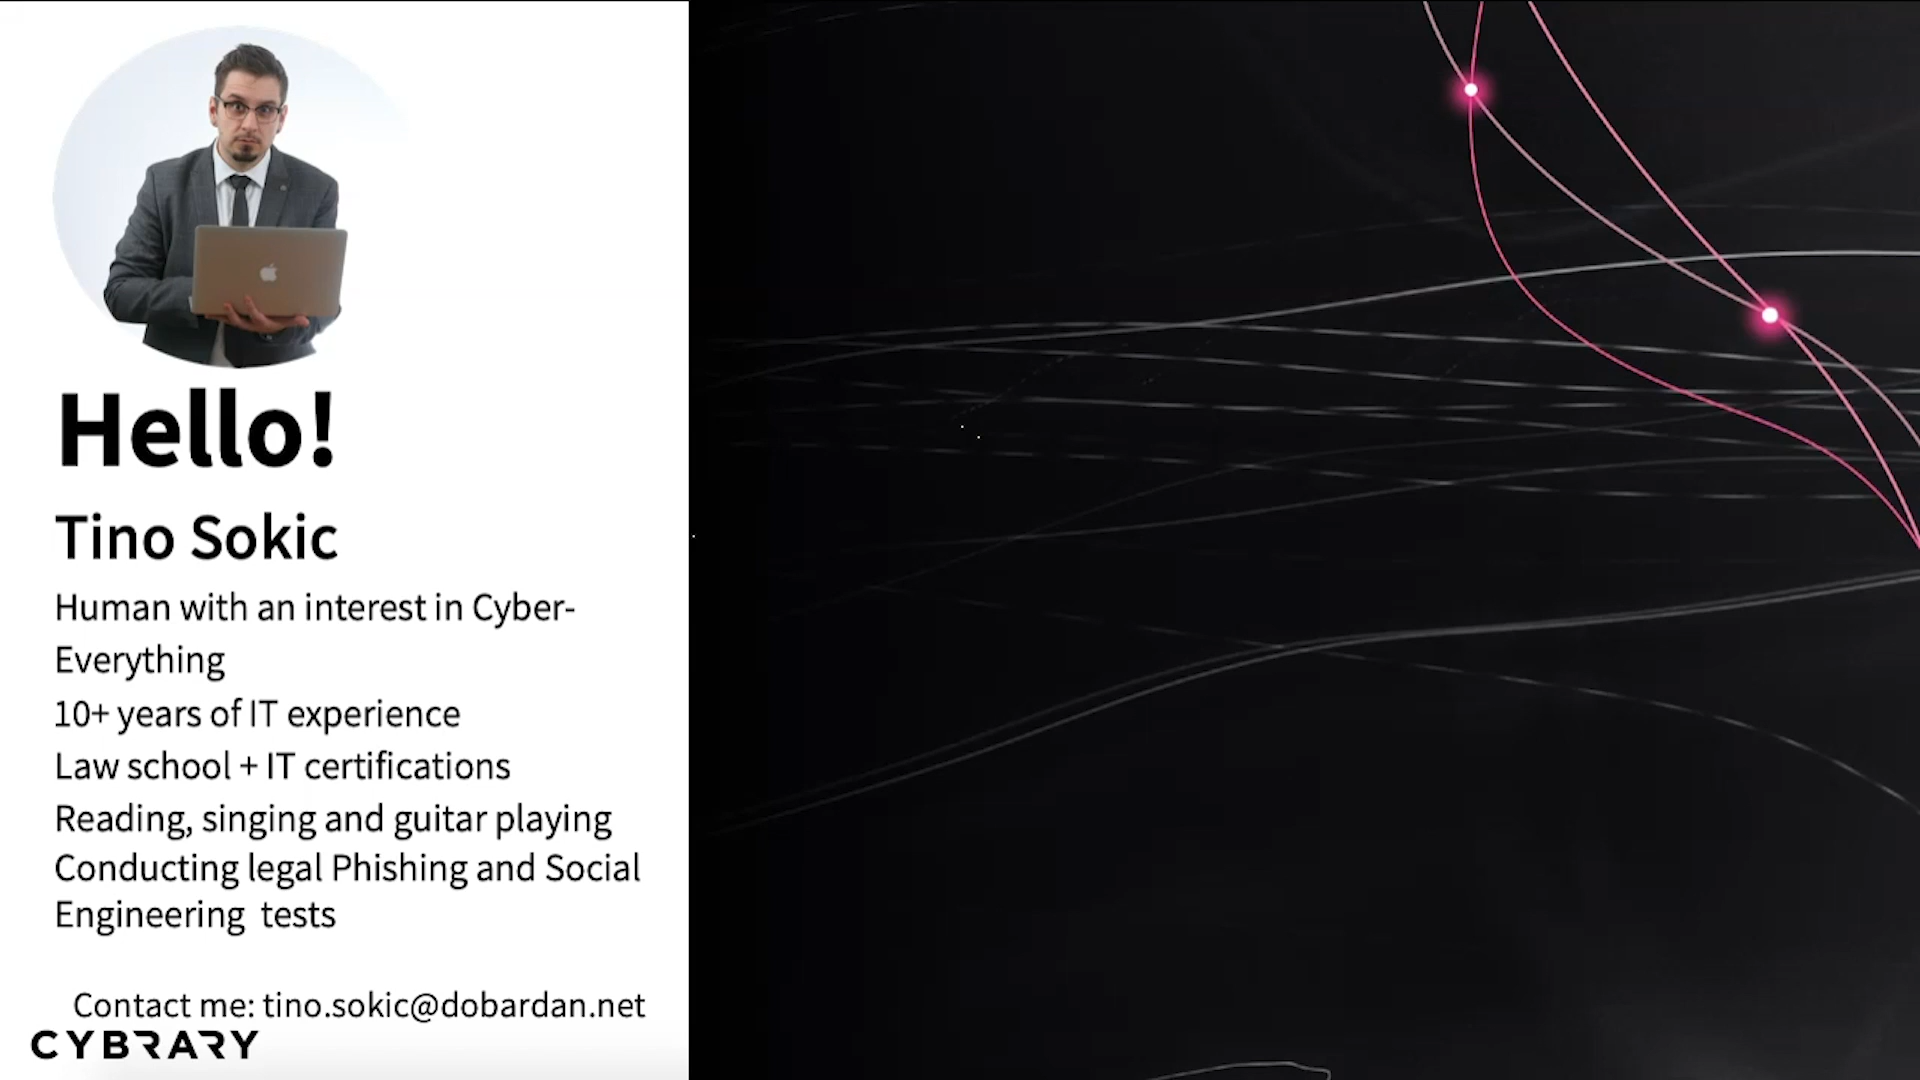 Hello!
Tino Sokic
Human with an interest in Cyber-
Everything
10+ years of IT experience
Law school + IT certifications
Reading, singing and guitar playing
Conducting legal Phishing and Social
Engineering  tests
Contact me: tino.sokic@dobardan.net
CYBRARY